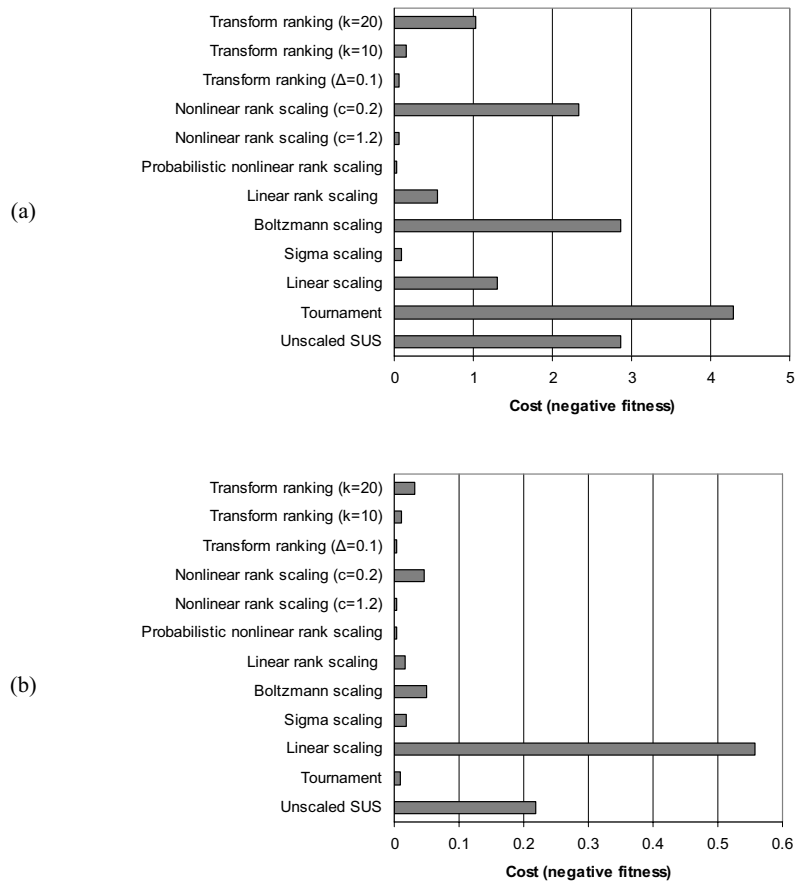 Transform ranking (k=20)
Transform ranking (k=10)
Transform ranking (Δ=0.1)
Nonlinear rank scaling (c=0.2)
Nonlinear rank scaling (c=1.2)
Probabilistic nonlinear rank scaling
(a)
Linear rank scaling
Boltzmann scaling
Sigma scaling
Linear scaling
Tournament
Unscaled SUS
0 1 2 3 4 5
Cost (negative fitness)
Transform ranking (k=20)
Transform ranking (k=10)
Transform ranking (Δ=0.1)
Nonlinear rank scaling (c=0.2)
Nonlinear rank scaling (c=1.2)
Probabilistic nonlinear rank scaling
Linear rank scaling
(b)
Boltzmann scaling
Sigma scaling
Linear scaling
Tournament
Unscaled SUS
0 0.1 0.2 0.3 0.4 0.5 0.6
Cost (negative fitness)